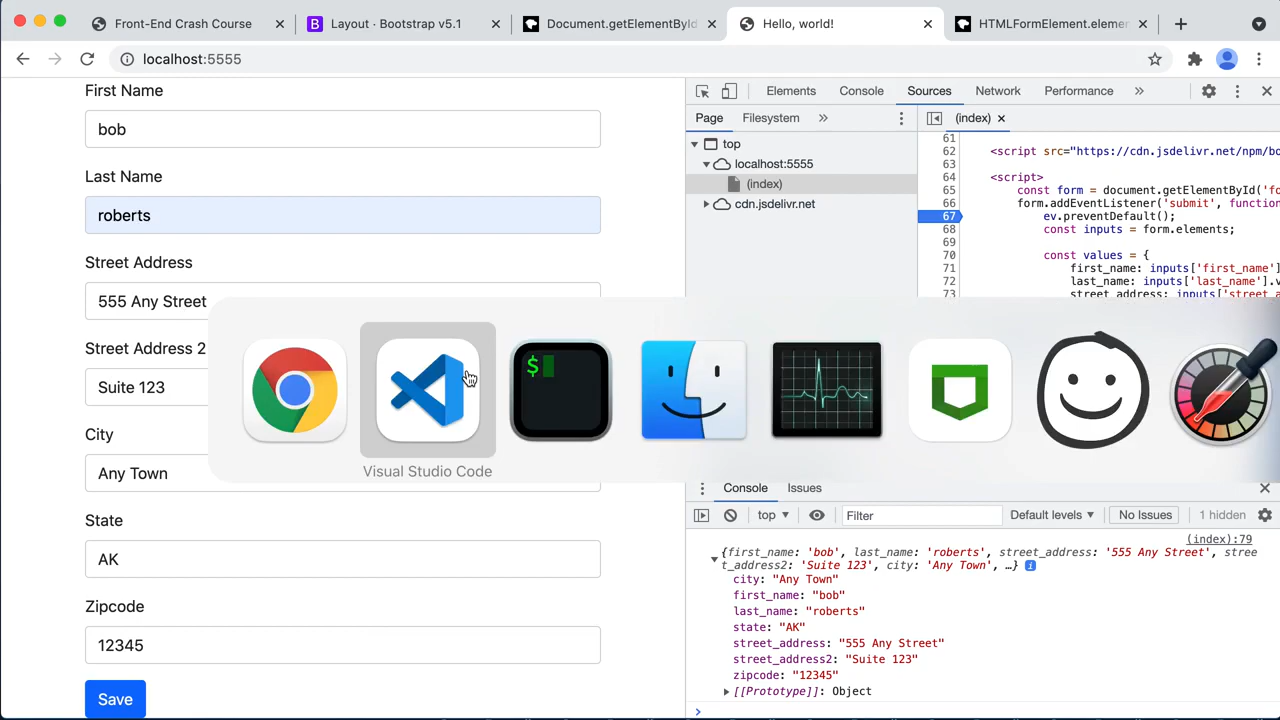 Front-End Crash Course
Layout · Bootstrap v5.1
Document.getElementById
Hello, world!
HTMLFormElement.elemen
localhost:5555
First Name
bob
Last Name
roberts
Street Address
555 Any Street
Street Address 2
Suite 123
City
Any Town
State
AK
Zipcode
12345
Save
Elements Console Sources Network Performance »
Page Filesystem »
top
localhost:5555
(index)
cdn.jsdelivr.net
(index)
61
62 <script src="https://cdn.jsdelivr.net/npm/bo
63
64 <script>
65 const form = document.getElementById('fo
66 form.addEventListener('submit', function
67 ev.preventDefault();
68 const inputs = form.elements;
69
70 const values = {
71 first_name: inputs['first_name'
72 last_name: inputs['last_name'].v
73 street_address: inputs['street_a
$
Visual Studio Code
Console Issues
top Filter Default levels No Issues 1 hidden
(index):79
{first_name: 'bob', last_name: 'roberts', street_address: '555 Any Street', stree
t_address2: 'Suite 123', city: 'Any Town', …}
city: "Any Town"
first_name: "bob"
last_name: "roberts"
state: "AK"
street_address: "555 Any Street"
street_address2: "Suite 123"
zipcode: "12345"
[[Prototype]]: Object